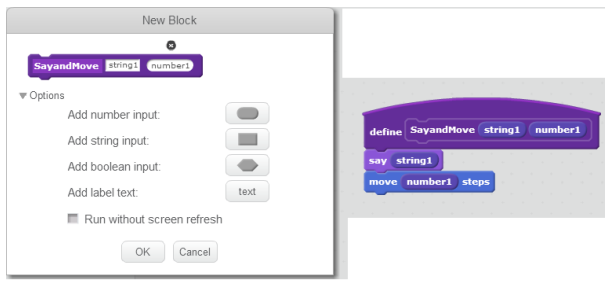 New Block
SayandMove string1 number1
Options
Add number input:
Add string input:
Add boolean input:
Add label text: text
Run without screen refresh
OK Cancel
define SayandMove string1 number1
say string1
move number1 steps